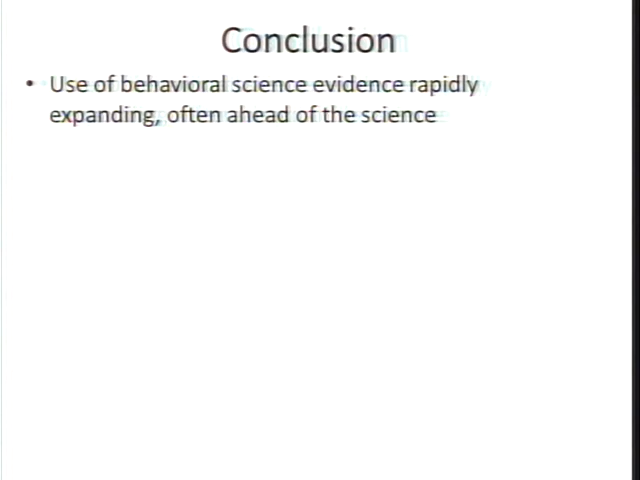 Conclusion
• Use of behavioral science evidence rapidly
expanding, often ahead of the science